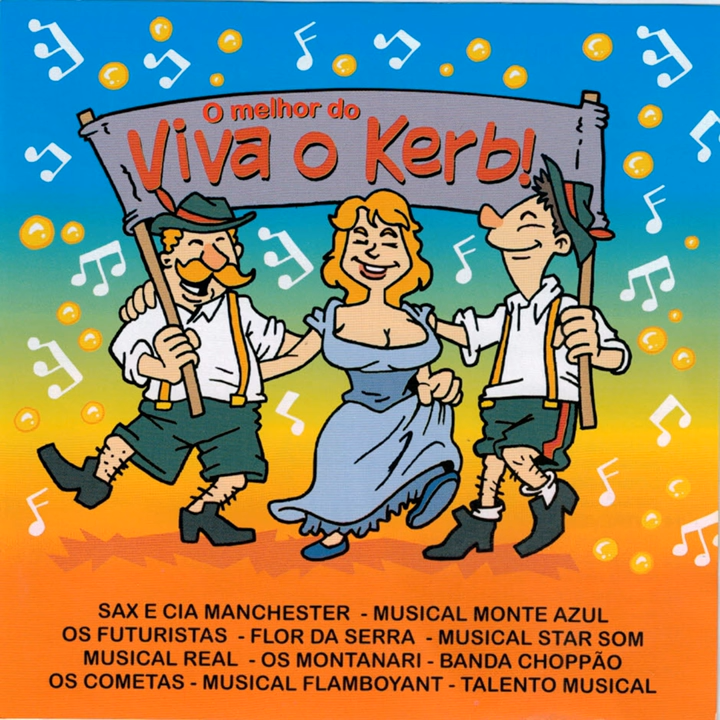 O melhor do
Viva o Kerb!
SAX E CIA MANCHESTER - MUSICAL MONTE AZUL
OS FUTURISTAS - FLOR DA SERRA - MUSICAL STAR SOM
MUSICAL REAL - OS MONTANARI - BANDA CHOPPÃO
OS COMETAS - MUSICAL FLAMBOYANT - TALENTO MUSICAL